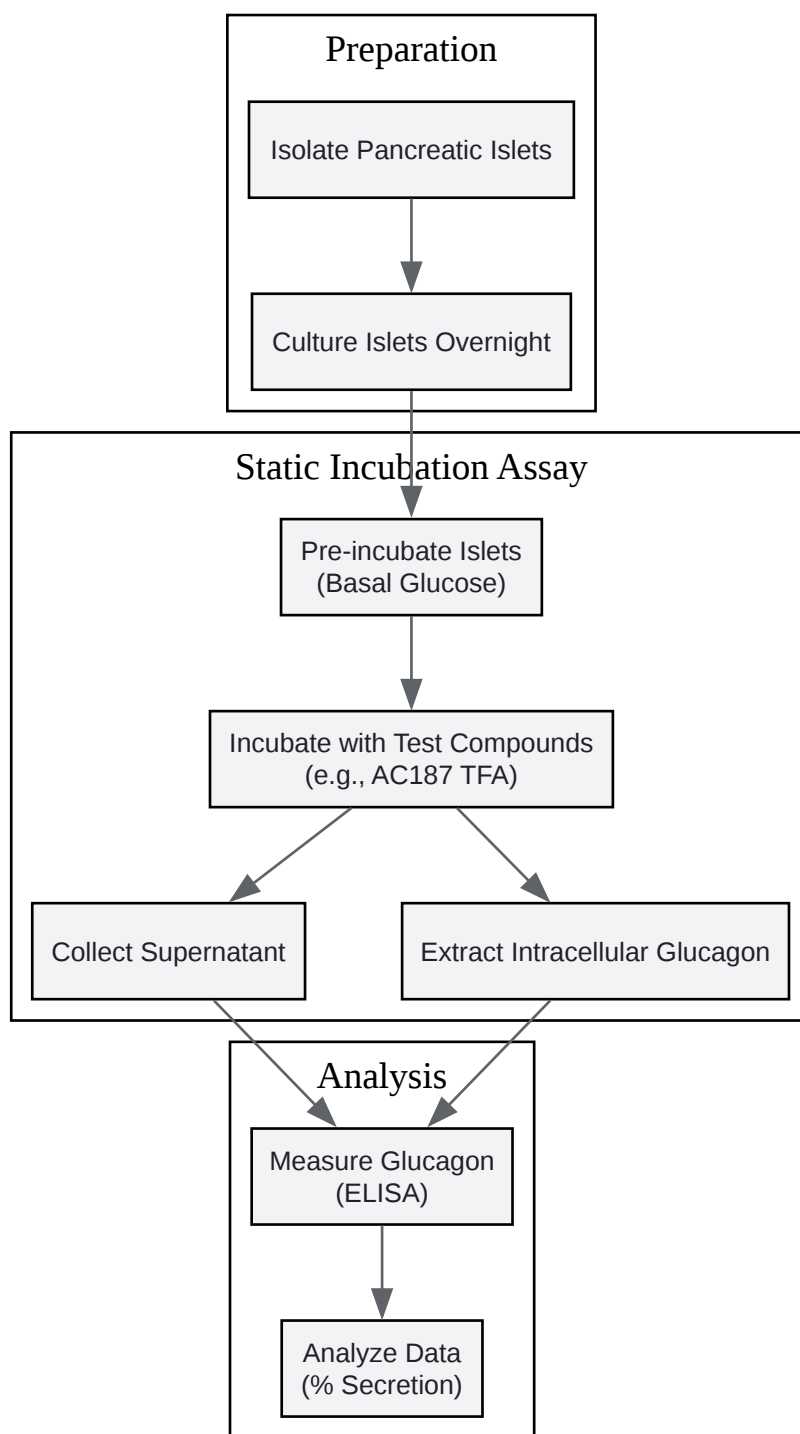 Preparation
Isolate Pancreatic Islets
Culture Islets Overnight
Static Incubation Assay
Pre-incubate Islets
(Basal Glucose)
Incubate with Test Compounds
(e.g., AC187 TFA)
Collect Supernatant
Extract Intracellular Glucagon
Analysis
Measure Glucagon
(ELISA)
Analyze Data
(% Secretion)